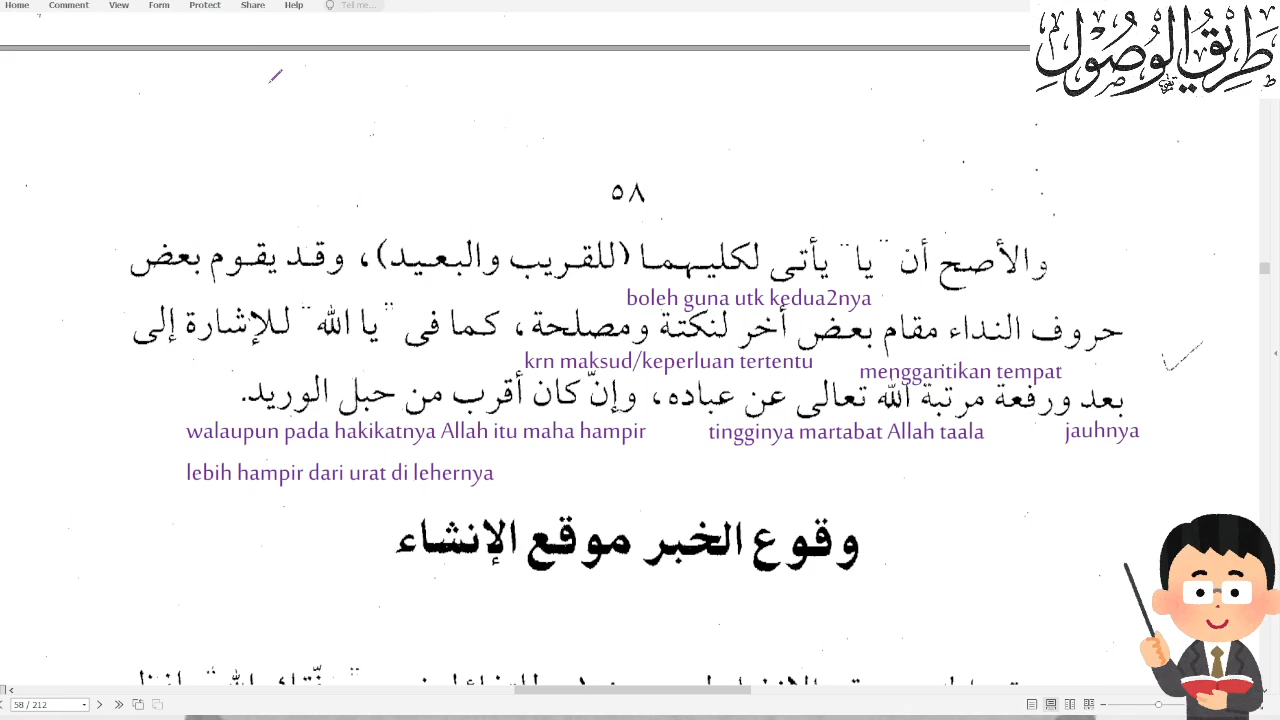 Home Comment View Form Protect Share Help Tell me...
طريق الوصول
٥٨
والأصح أن "يا" يأتى لكليهما (للقريب والبعيد)، وقد يقوم بعض
boleh guna utk kedua2nya
حروف النداء مقام بعض أخر لنكتة ومصلحة، كما فى "يا الله" للإشارة إلى
krn maksud/keperluan tertentu menggantikan tempat
بعد ورفعة مرتبة الله تعالى عن عباده، وإنّ كان أقرب من حبل الوريد.
walaupun pada hakikatnya Allah itu maha hampir tingginya martabat Allah taala jauhnya
lebih hampir dari urat di lehernya
وقوع الخبر موقع الإنشاء
58 / 212